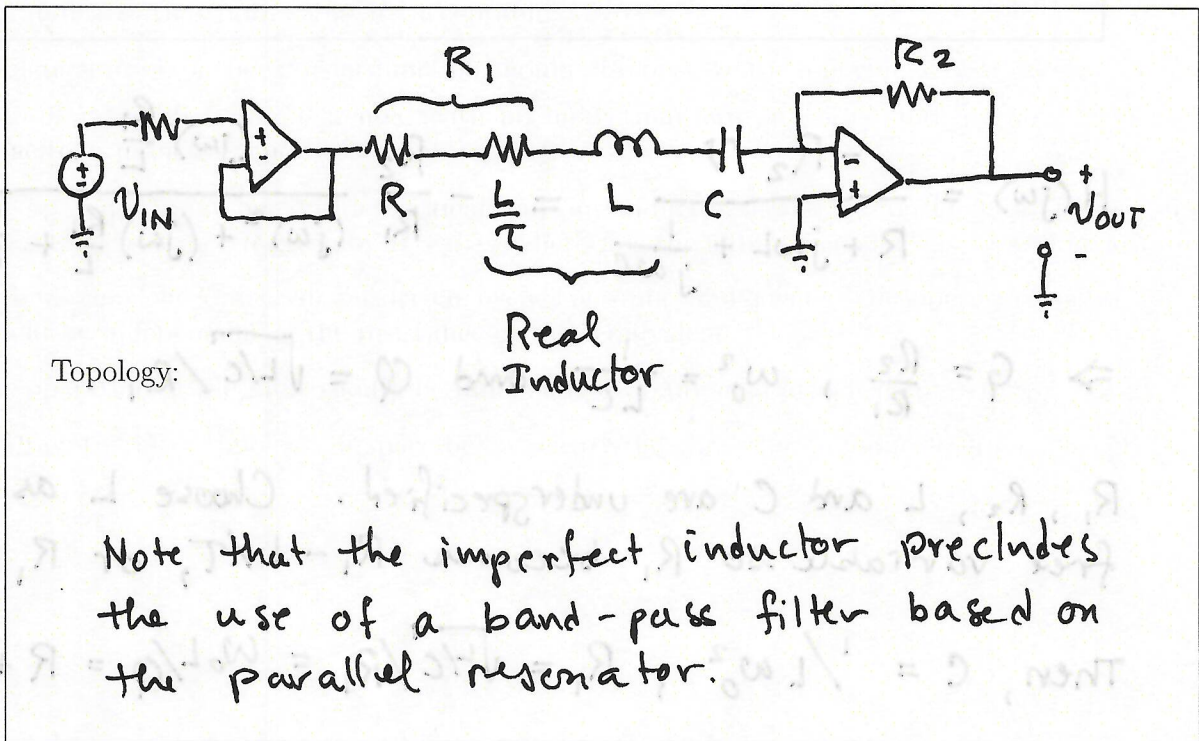 R₁
R₂
+
-
-
+
+
-
V_IN
R
L/τ
L
C
+
V_OUT
-
Real
Inductor
Topology:
Note that the imperfect inductor precludes
the use of a band-pass filter based on
the parallel resonator.